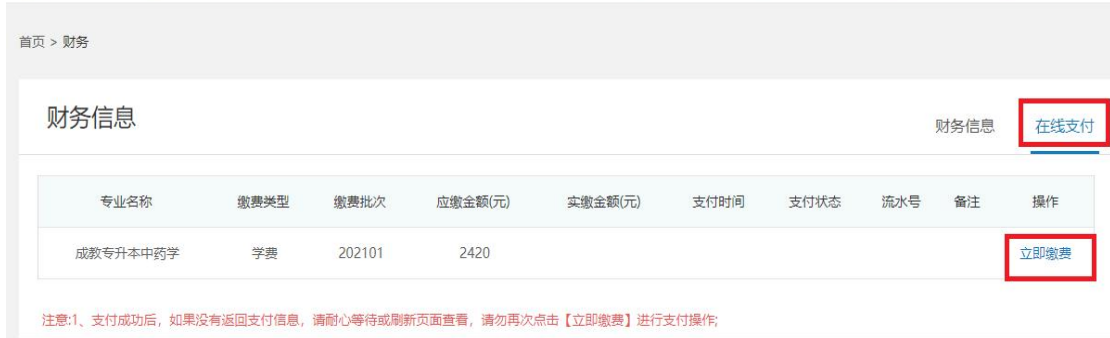 首页 > 财务
财务信息
财务信息 在线支付
专业名称 缴费类型 缴费批次 应缴金额(元) 实缴金额(元) 支付时间 支付状态 流水号 备注 操作
成教专升本中药学 学费 202101 2420 立即缴费
注意:1、支付成功后，如果没有返回支付信息，请耐心等待或刷新页面查看，请勿再次点击【立即缴费】进行支付操作;